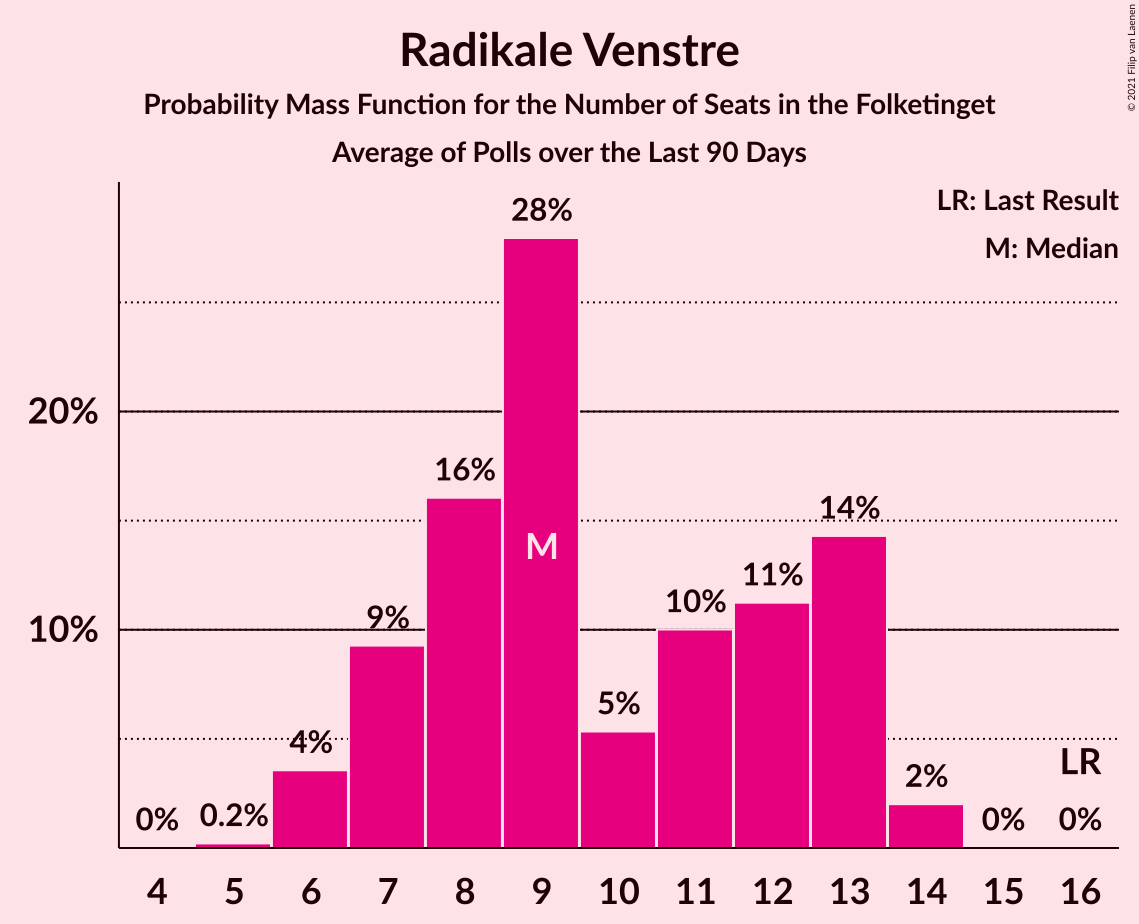 Radikale Venstre
Probability Mass Function for the Number of Seats in the Folketinget
Average of Polls over the Last 90 Days
© 2021 Filip van Laenen
LR: Last Result
M: Median
28%
20%
16%
14%
M
11%
10%
9%
10%
5%
4%
LR
2%
0%
0.2%
0%
0%
4 5 6 7 8 9 10 11 12 13 14 15 16